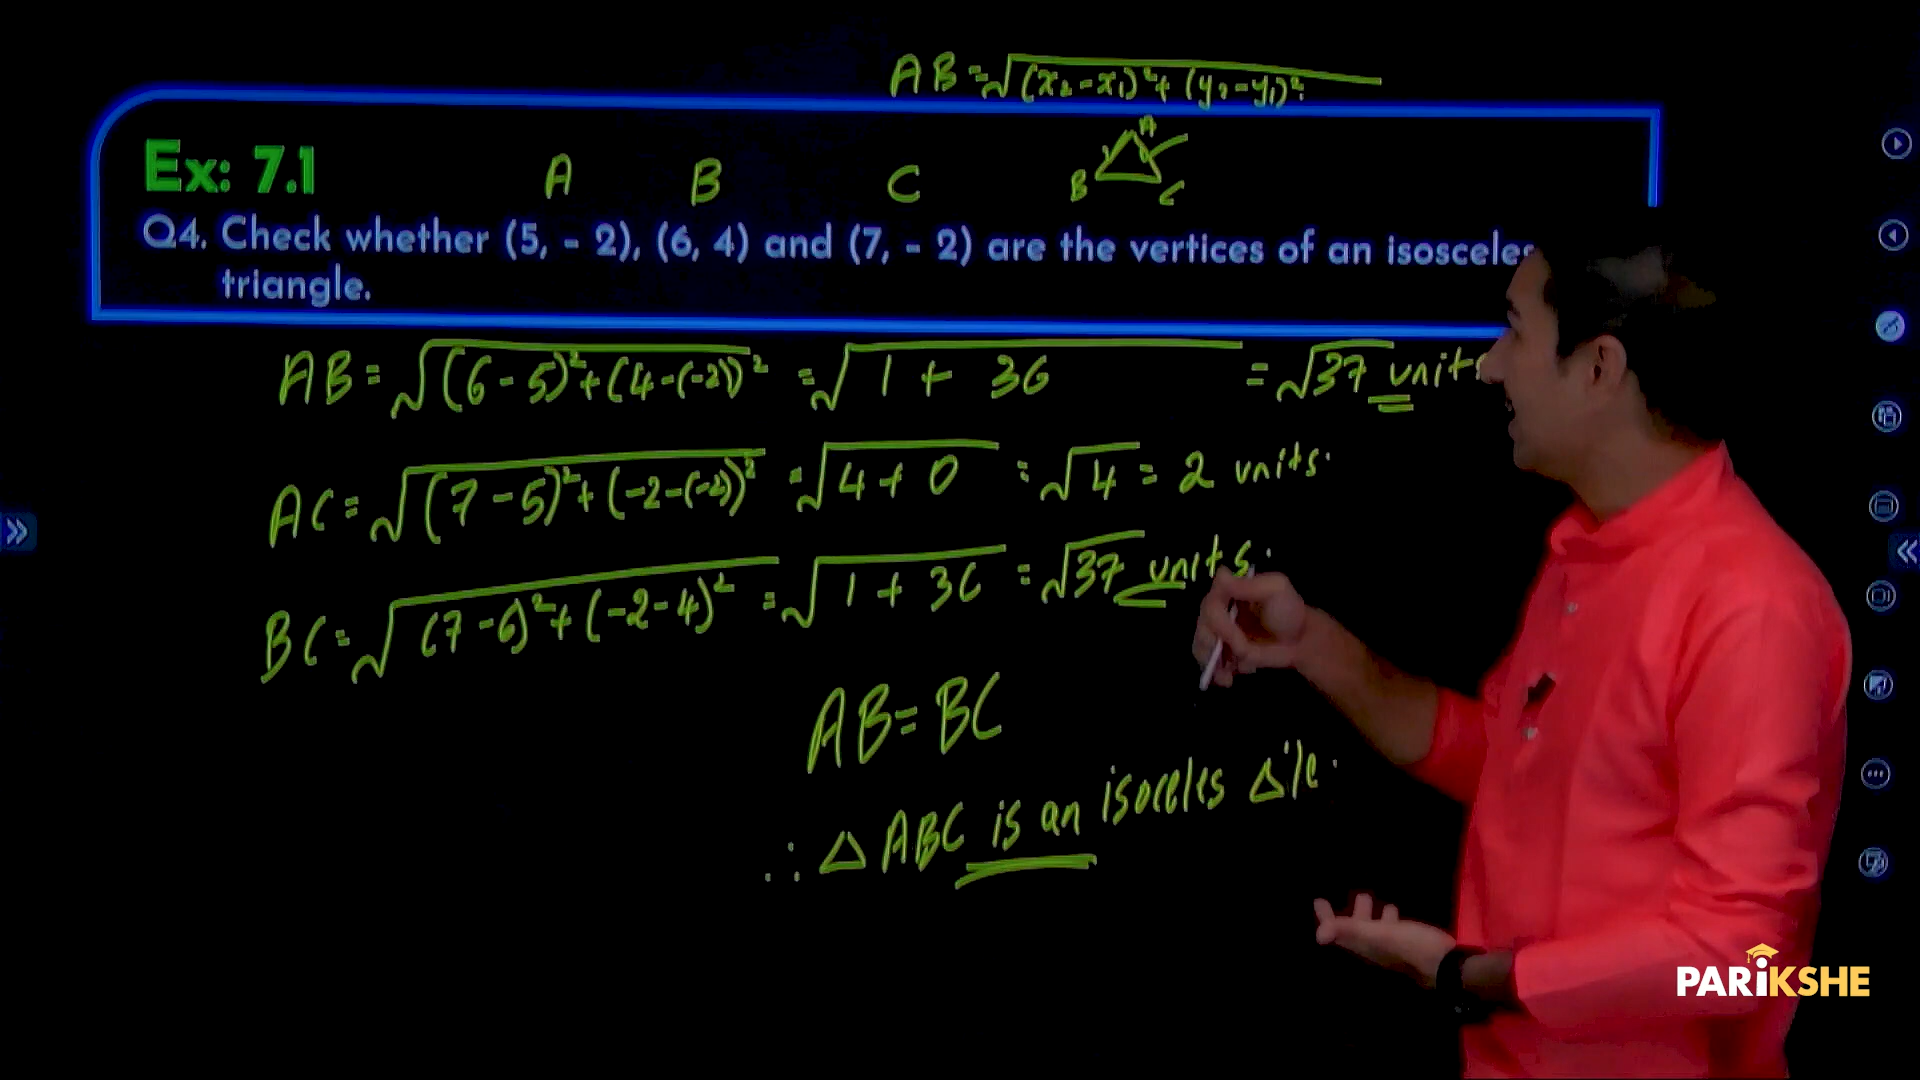 AB = √(x₂-x₁)²+(y₂-y₁)²
Ex: 7.1
A B C
A
B C
Q4. Check whether (5, - 2), (6, 4) and (7, - 2) are the vertices of an isosceles
triangle.
AB = √(6-5)²+(4-(-2))² = √1 + 36 = √37 units
AC = √(7-5)²+(-2-(-2))² = √4+0 = √4 = 2 units.
BC = √(7-6)²+(-2-4)² = √1+36 = √37 units.
AB = BC
∴ △ ABC is an isoceles △le.
PARiKSHE